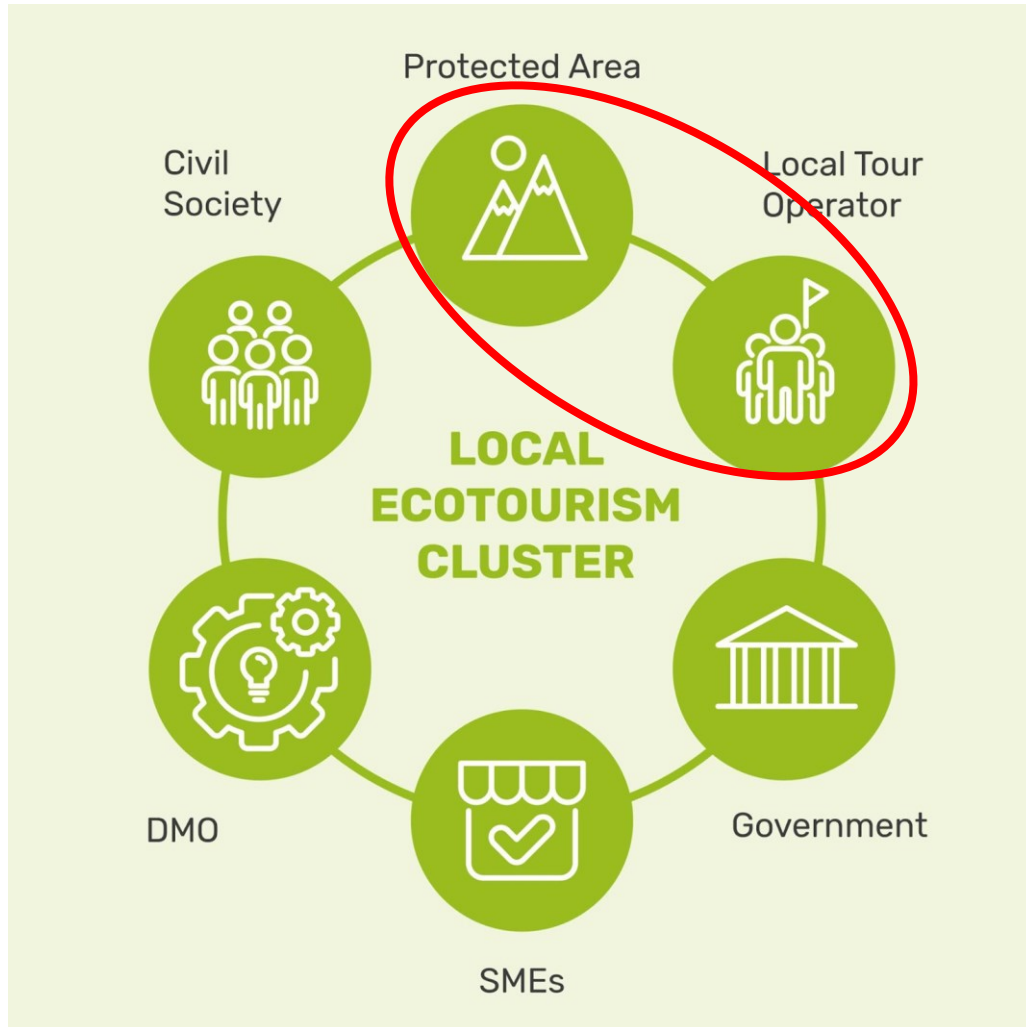 Protected Area
Civil
Society
Local Tour
Operator
LOCAL
ECOTOURISM
CLUSTER
DMO
Government
SMEs